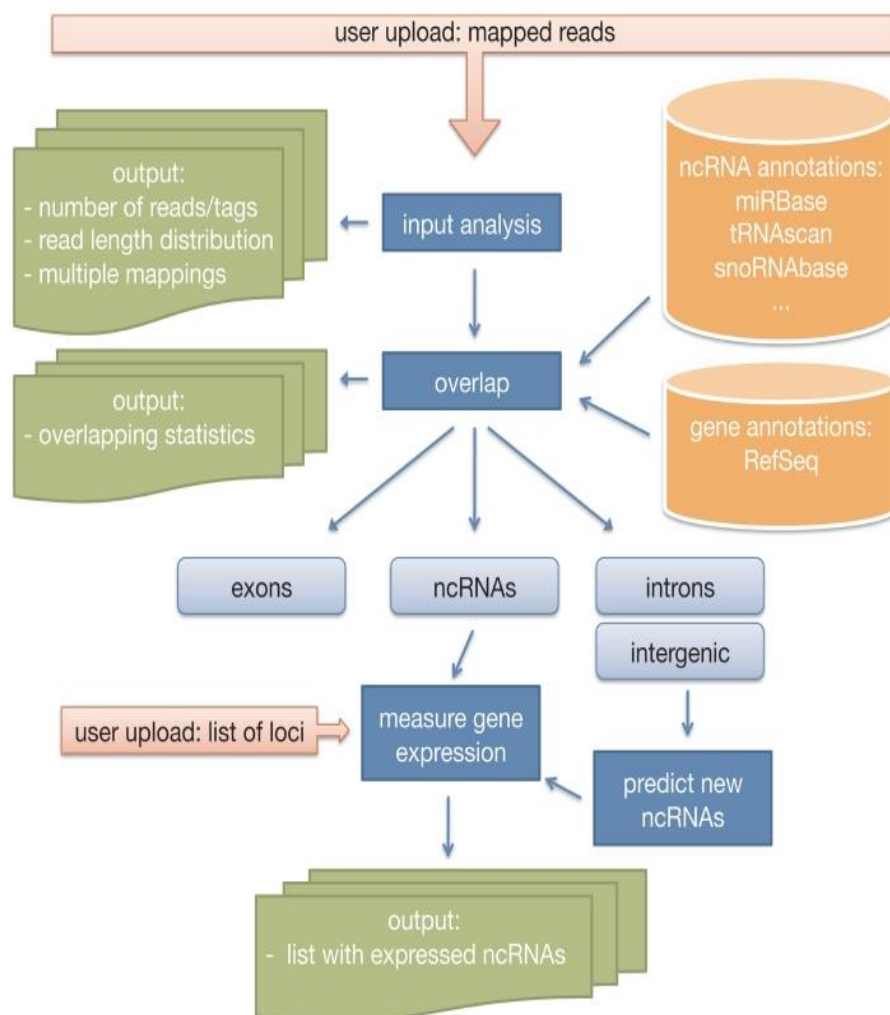 user upload: mapped reads
output:
- number of reads/tags
- read length distribution
- multiple mappings
input analysis
ncRNA annotations:
miRBase
tRNAscan
snoRNAbase
...
output:
- overlapping statistics
overlap
gene annotations:
RefSeq
exons
ncRNAs
introns
intergenic
user upload: list of loci
measure gene
expression
predict new
ncRNAs
output:
- list with expressed ncRNAs